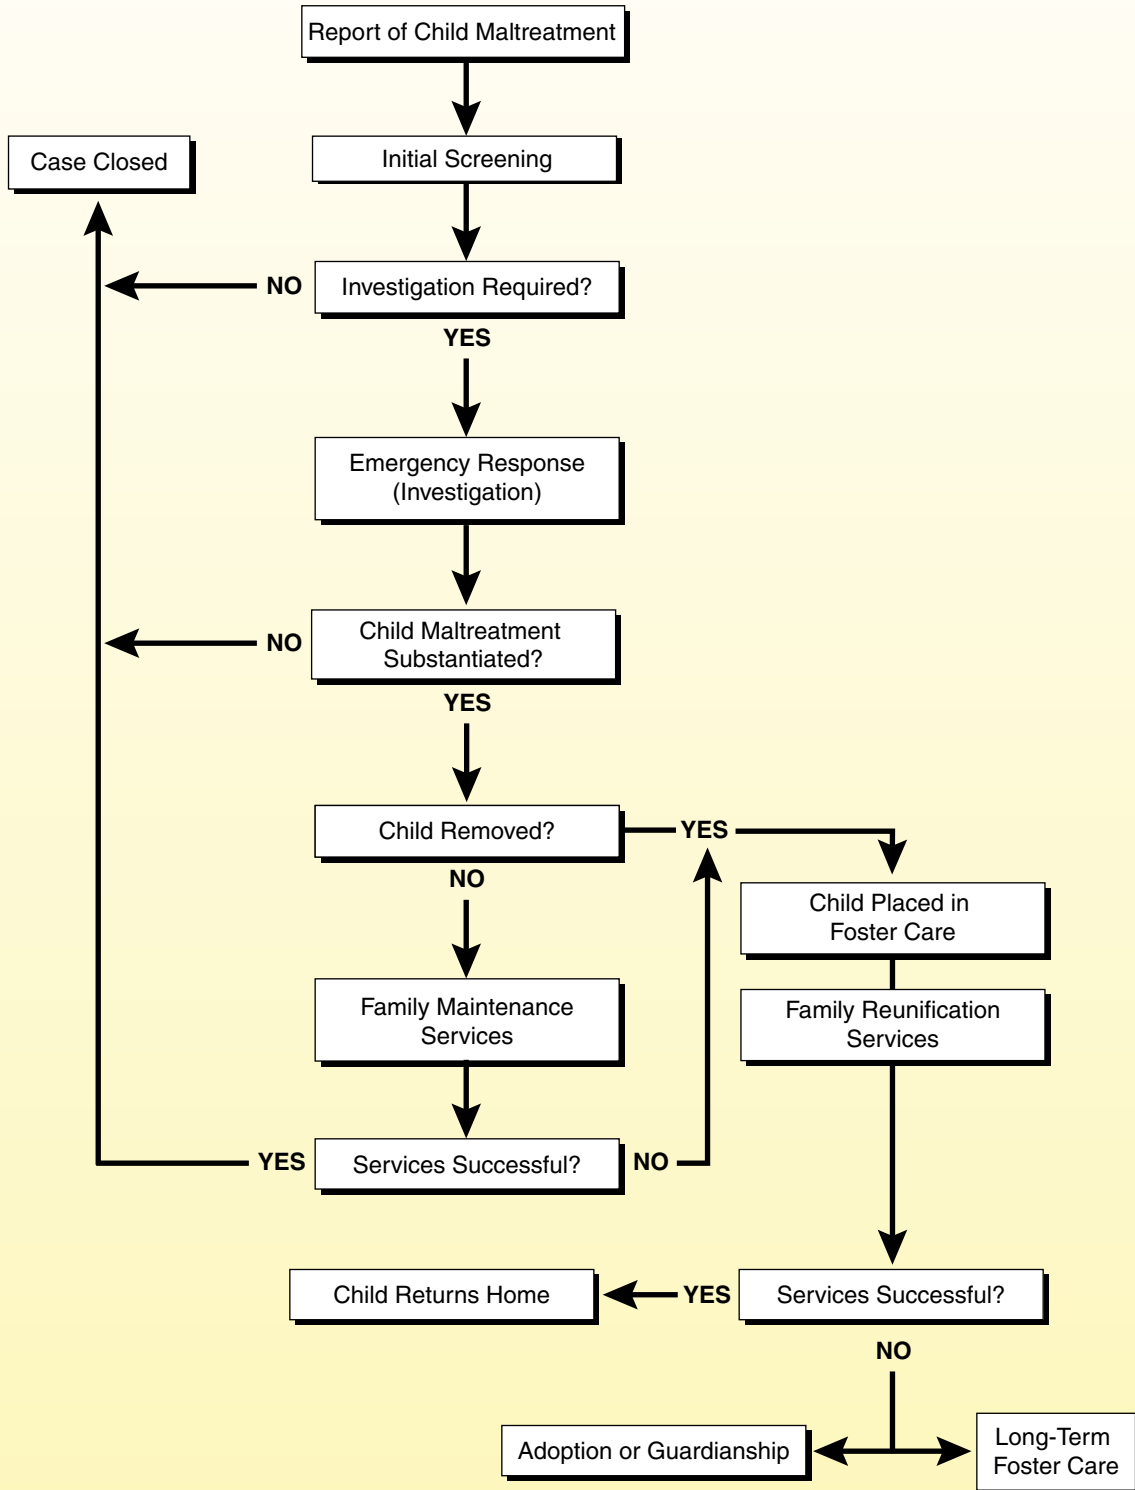 Report of Child Maltreatment
Case Closed
Initial Screening
NO
Investigation Required?
YES
Emergency Response
(Investigation)
NO
Child Maltreatment
Substantiated?
YES
Child Removed?
YES
NO
Child Placed in
Foster Care
Family Maintenance
Services
Family Reunification
Services
YES
Services Successful?
NO
Child Returns Home
YES
Services Successful?
NO
Adoption or Guardianship
Long-Term
Foster Care